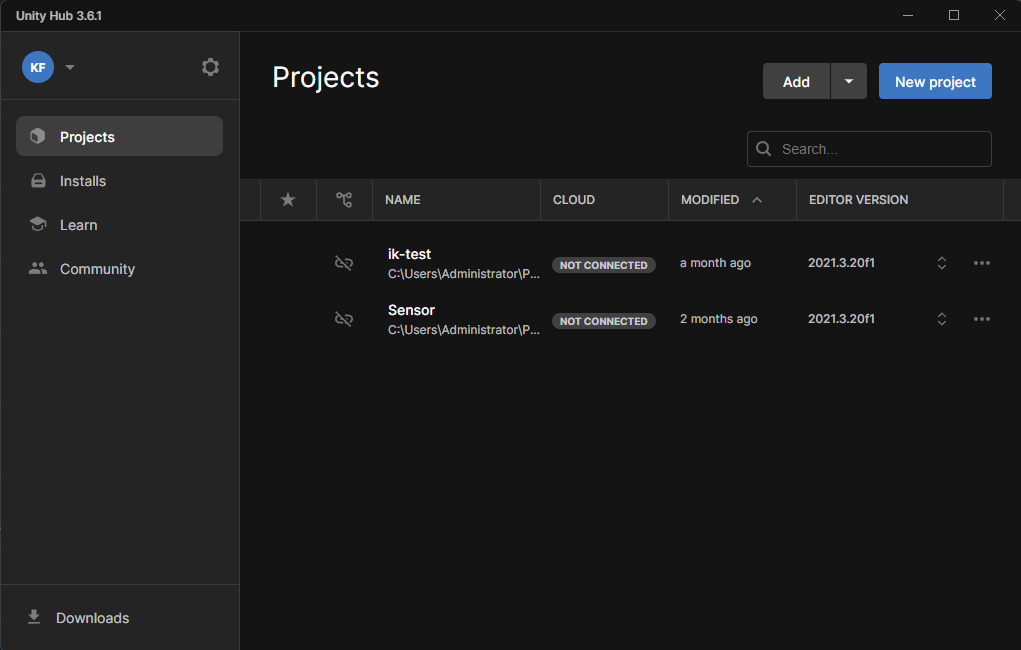 Unity Hub 3.6.1
KF
Projects
Installs
Learn
Community
Downloads
Projects
Add
New project
Search...
NAME CLOUD MODIFIED EDITOR VERSION
ik-test
C:\Users\Administrator\P...
NOT CONNECTED
a month ago
2021.3.20f1
Sensor
C:\Users\Administrator\P...
NOT CONNECTED
2 months ago
2021.3.20f1